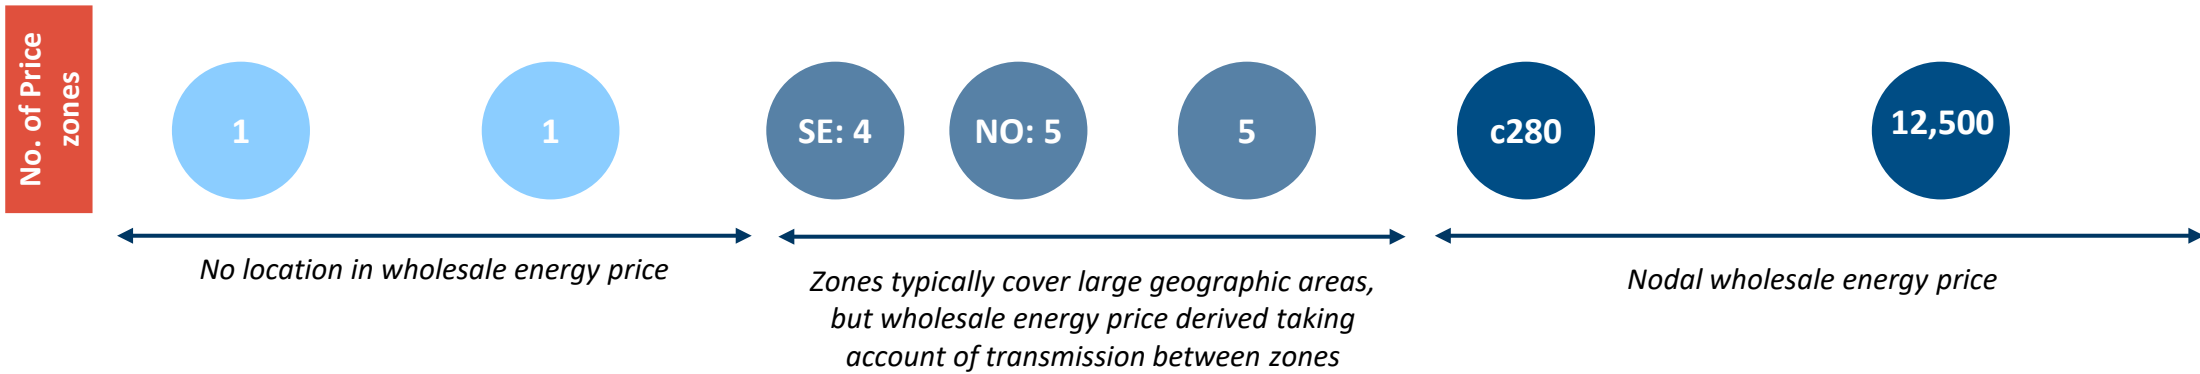 No. of Price
zones
1
1
SE: 4
NO: 5
5
c280
12,500
No location in wholesale energy price
Zones typically cover large geographic areas,
but wholesale energy price derived taking
account of transmission between zones
Nodal wholesale energy price